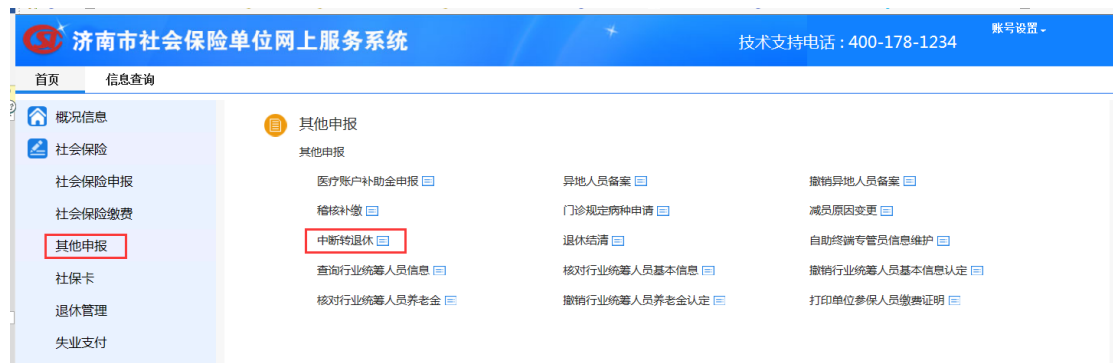 济南市社会保险单位网上服务系统
技术支持电话：400-178-1234
账号设置
首页 信息查询
概况信息
社会保险
社会保险申报
社会保险缴费
其他申报
社保卡
退休管理
失业支付
其他申报
其他申报
医疗账户补助金申报 异地人员备案 撤销异地人员备案
稽核补缴 门诊规定病种申请 减员原因变更
中断转退休 退休结清 自助终端专管员信息维护
查询行业统筹人员信息 核对行业统筹人员基本信息 撤销行业统筹人员基本信息认定
核对行业统筹人员养老金 撤销行业统筹人员养老金认定 打印单位参保人员缴费证明